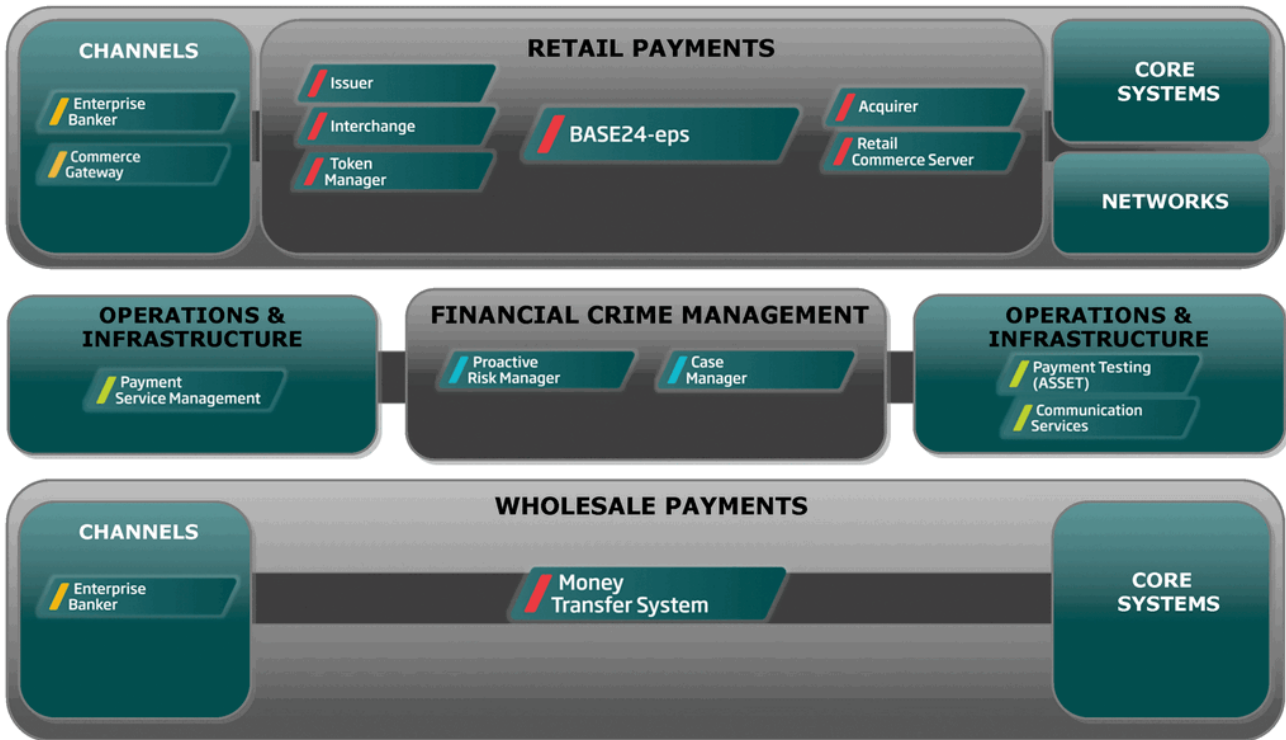 CHANNELS
Enterprise
Banker
Commerce
Gateway
RETAIL PAYMENTS
Issuer
Interchange
Token
Manager
BASE24-eps
Acquirer
Retail
Commerce Server
CORE
SYSTEMS
NETWORKS
OPERATIONS &
INFRASTRUCTURE
Payment
Service Management
FINANCIAL CRIME MANAGEMENT
Proactive
Risk Manager
Case
Manager
OPERATIONS &
INFRASTRUCTURE
Payment Testing
(ASSET)
Communication
Services
WHOLESALE PAYMENTS
CHANNELS
Enterprise
Banker
Money
Transfer System
CORE
SYSTEMS